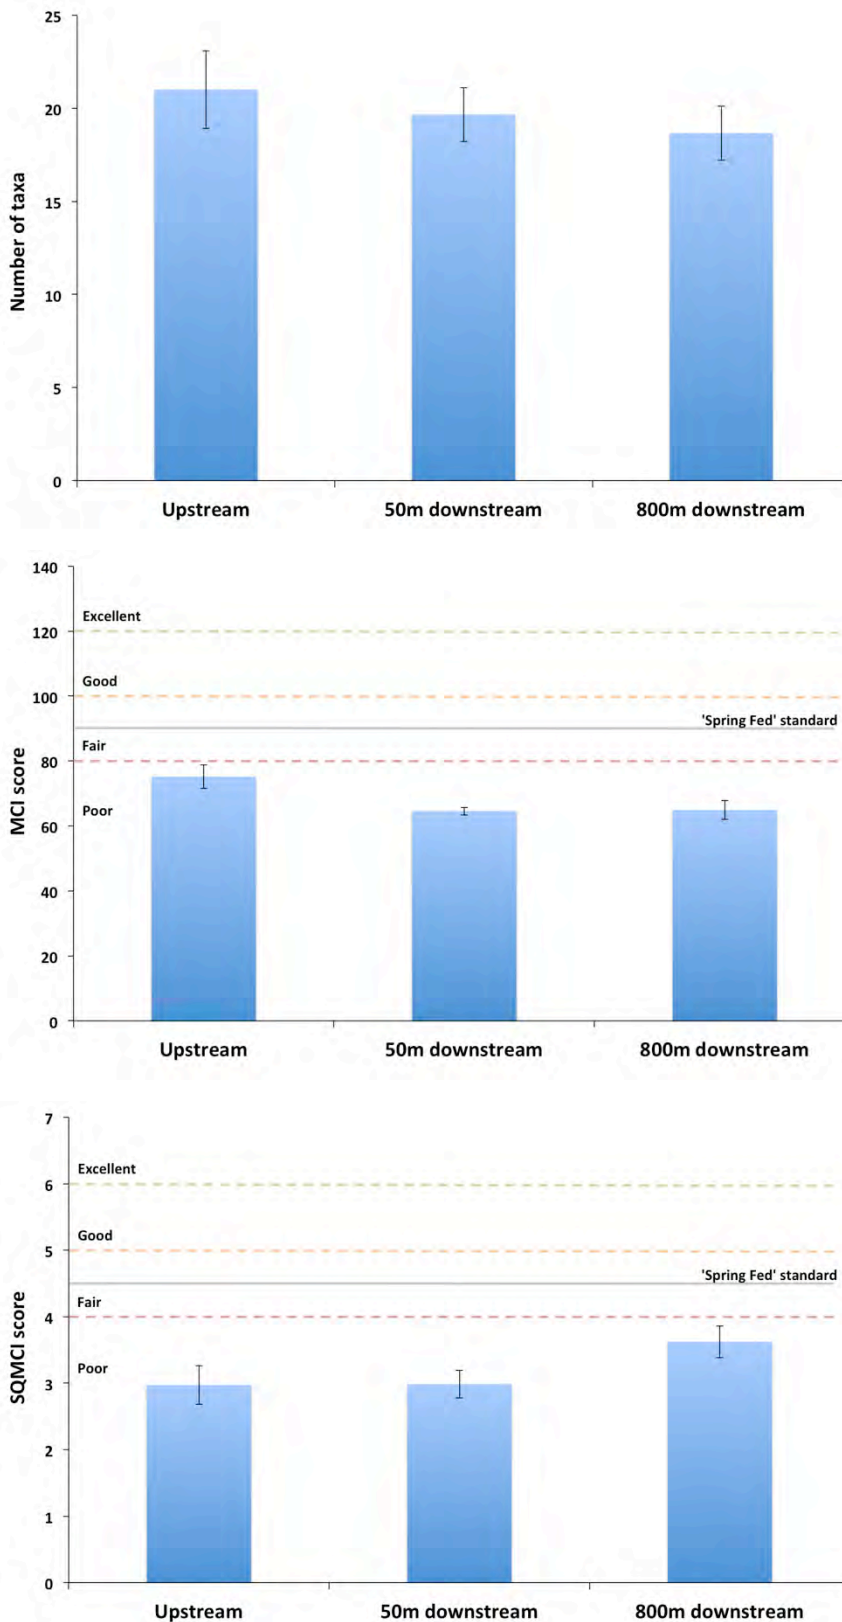 25
20
15
10
5
0
Number of taxa
Upstream 50m downstream 800m downstream
140
120
100
80
60
40
20
0
MCI score
Excellent
Good
'Spring Fed' standard
Fair
Poor
Upstream 50m downstream 800m downstream
7
6
5
4
3
2
1
0
SQMCI score
Excellent
Good
'Spring Fed' standard
Fair
Poor
Upstream 50m downstream 800m downstream